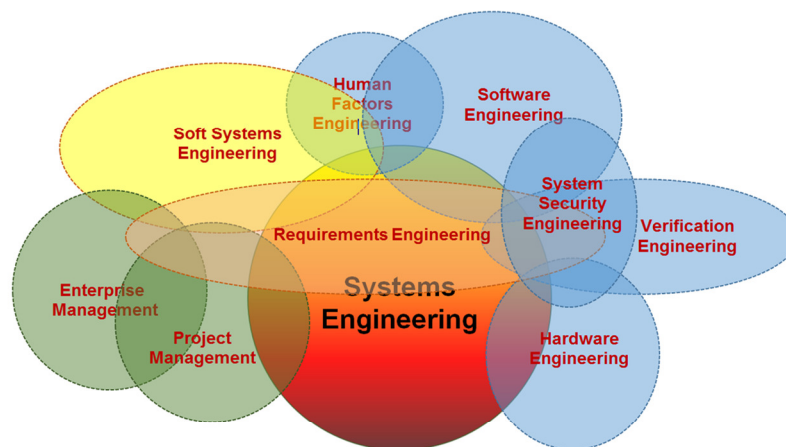 Human
Factors
Engineering
Software
Engineering
Soft Systems
Engineering
System
Security
Engineering
Verification
Engineering
Requirements Engineering
Enterprise
Management
Systems
Engineering
Project
Management
Hardware
Engineering